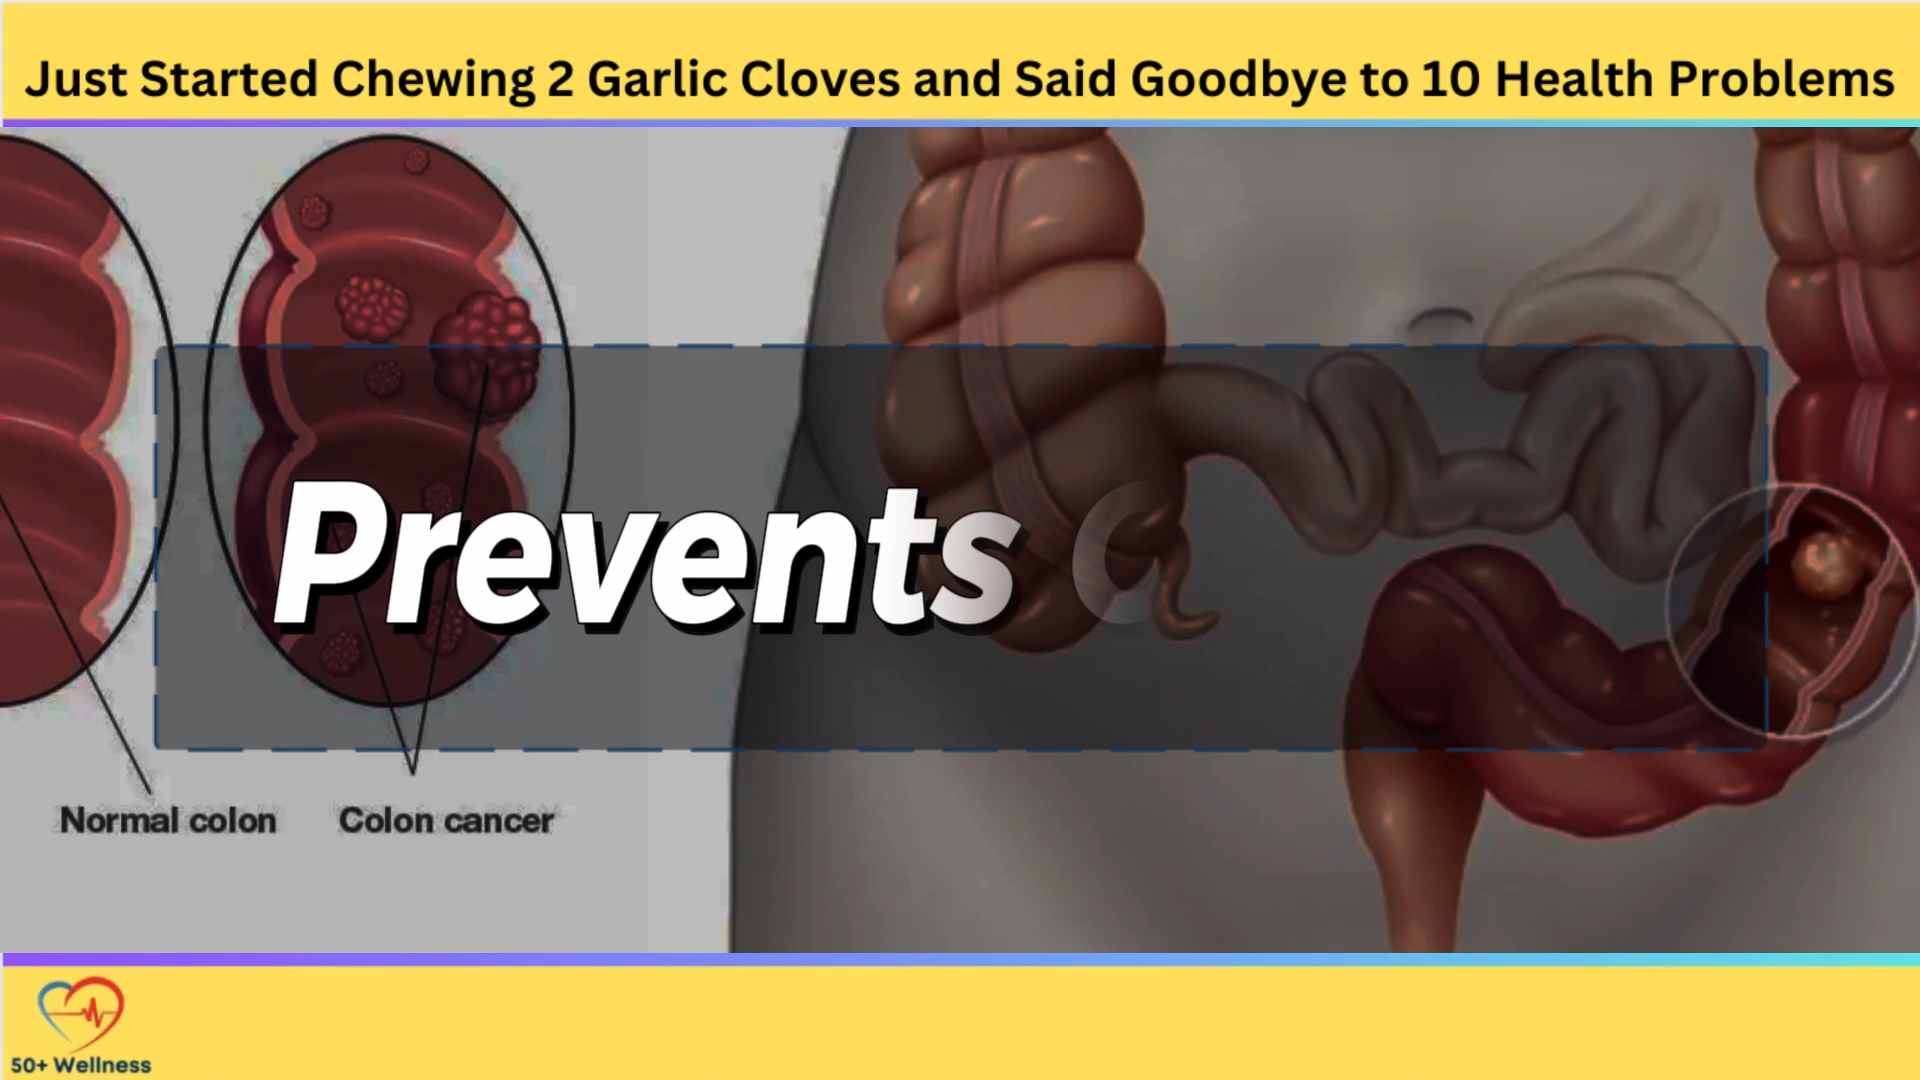 Just Started Chewing 2 Garlic Cloves and Said Goodbye to 10 Health Problems
Prevents
Normal colon
Colon cancer
50+ Wellness